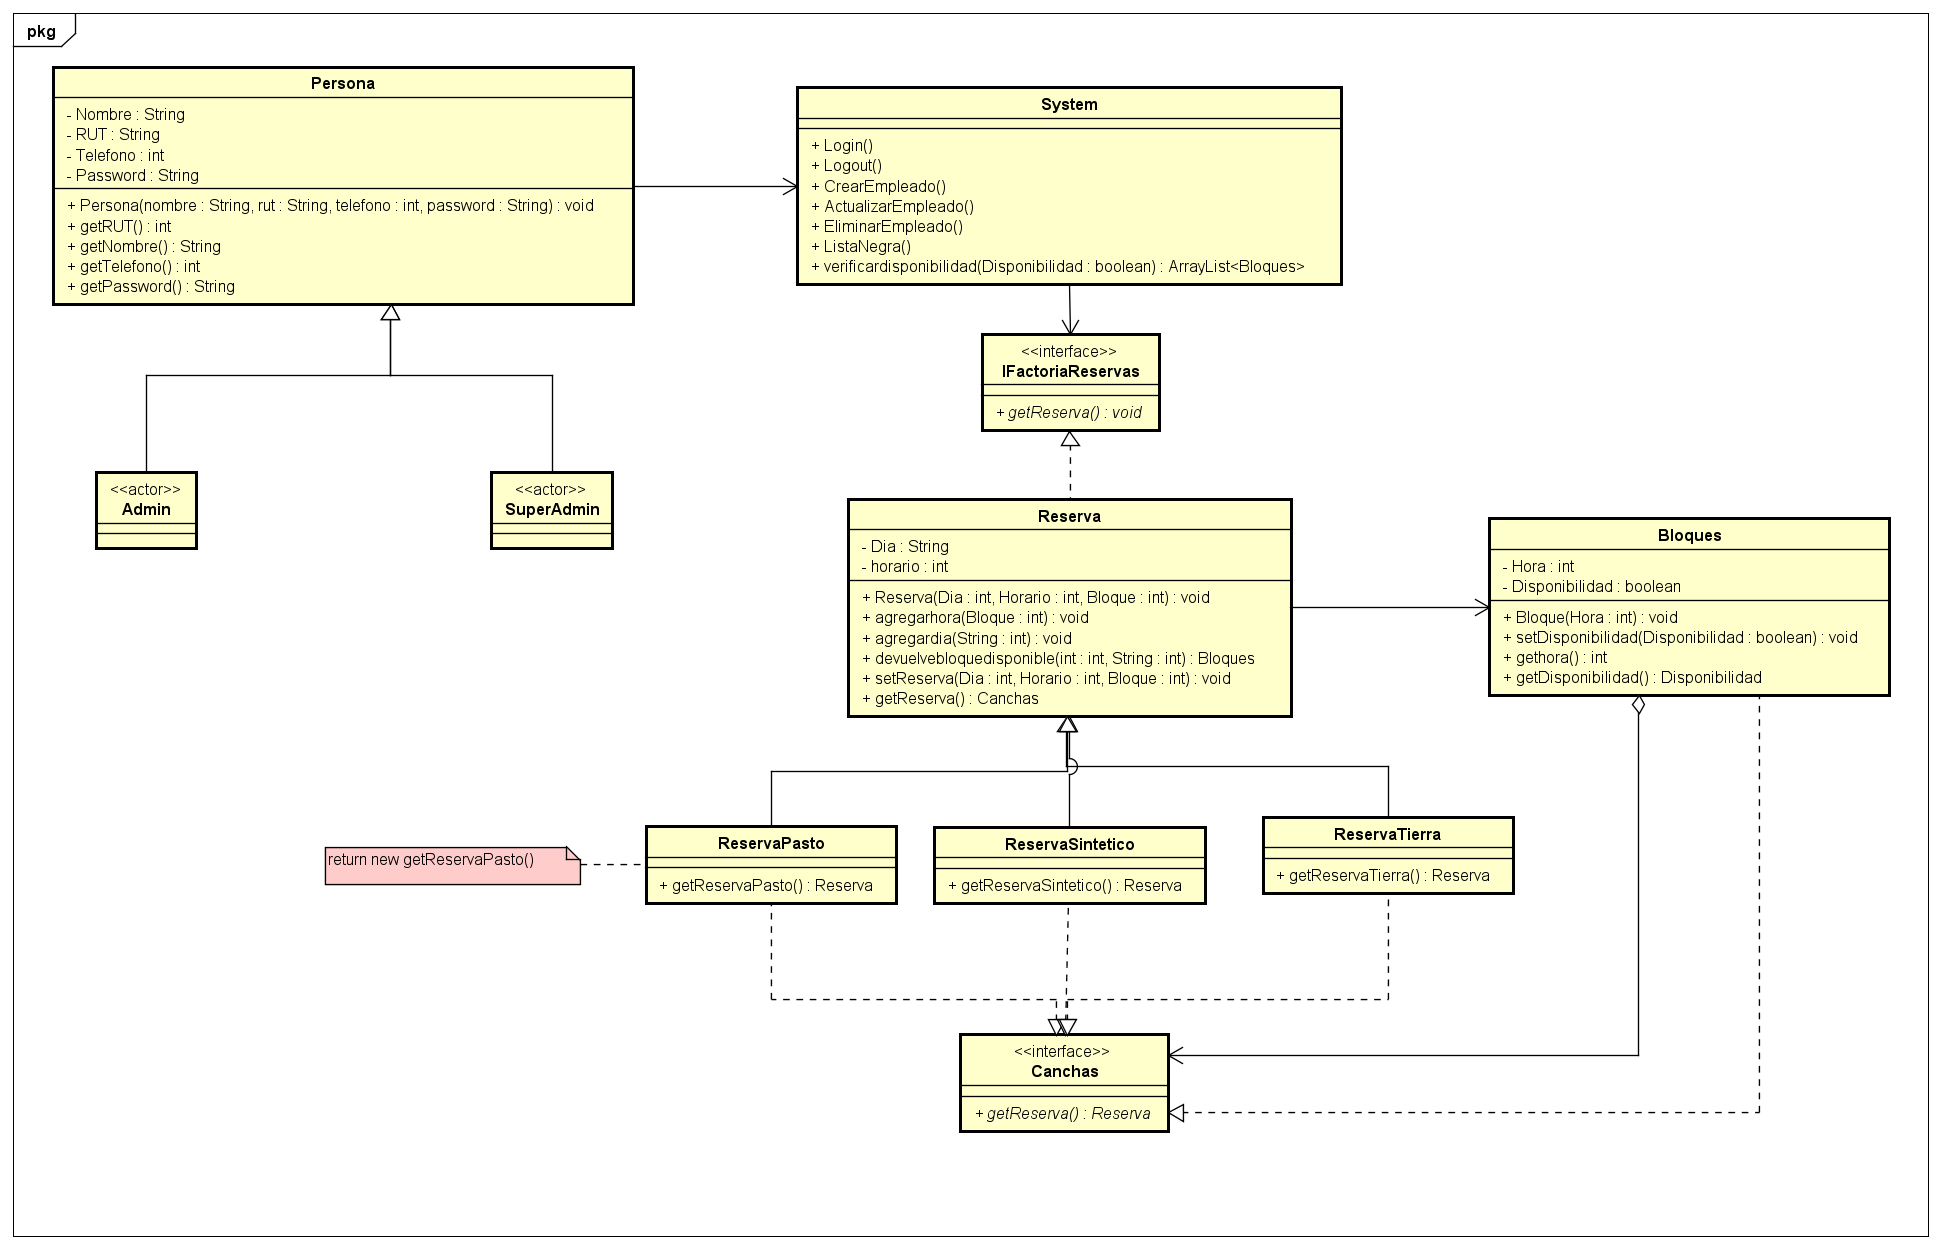 pkg
Persona
- Nombre : String
- RUT : String
- Telefono : int
- Password : String
+ Persona(nombre : String, rut : String, telefono : int, password : String) : void
+ getRUT() : int
+ getNombre() : String
+ getTelefono() : int
+ getPassword() : String
System
+ Login()
+ Logout()
+ CrearEmpleado()
+ ActualizarEmpleado()
+ EliminarEmpleado()
+ ListaNegra()
+ verificardisponibilidad(Disponibilidad : boolean) : ArrayList<Bloques>
<<interface>>
IFactoriaReservas
+ getReserva() : void
<<actor>>
Admin
<<actor>>
SuperAdmin
Reserva
- Dia : String
- horario : int
+ Reserva(Dia : int, Horario : int, Bloque : int) : void
+ agregarhora(Bloque : int) : void
+ agregardia(String : int) : void
+ devuelvebloquedisponible(int : int, String : int) : Bloques
+ setReserva(Dia : int, Horario : int, Bloque : int) : void
+ getReserva() : Canchas
Bloques
- Hora : int
- Disponibilidad : boolean
+ Bloque(Hora : int) : void
+ setDisponibilidad(Disponibilidad : boolean) : void
+ gethora() : int
+ getDisponibilidad() : Disponibilidad
return new getReservaPasto()
ReservaPasto
+ getReservaPasto() : Reserva
ReservaSintetico
+ getReservaSintetico() : Reserva
ReservaTierra
+ getReservaTierra() : Reserva
<<interface>>
Canchas
+ getReserva() : Reserva